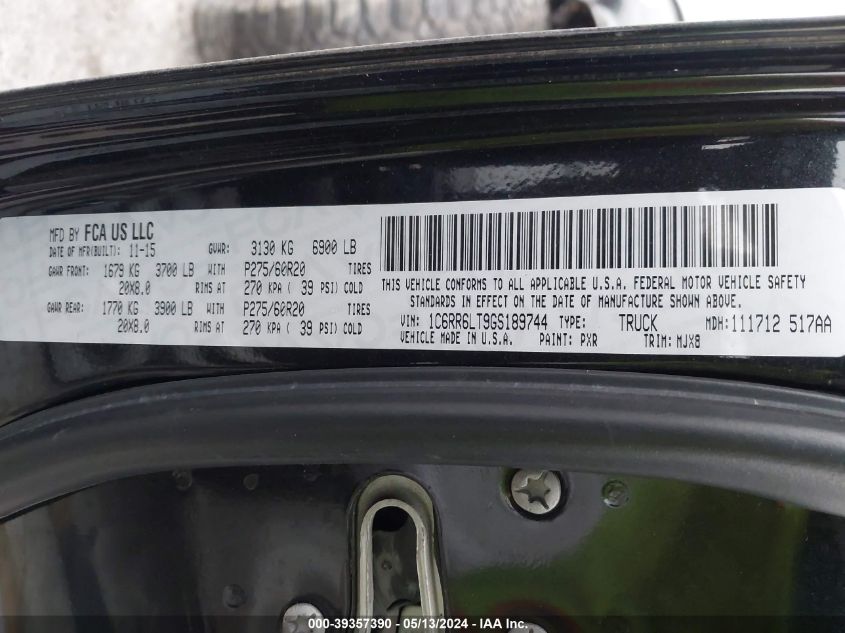 MFD BY FCA US LLC
DATE OF MFR(BUILT): 11-15 GVWR: 3130 KG 6900 LB
GAWR FRONT: 1679 KG 3700 LB WITH P275/60R20 TIRES
20X8.0 RIMS AT 270 KPA ( 39 PSI) COLD
GAWR REAR: 1770 KG 3900 LB WITH P275/60R20 TIRES
20X8.0 RIMS AT 270 KPA ( 39 PSI) COLD
THIS VEHICLE CONFORMS TO ALL APPLICABLE U.S.A. FEDERAL MOTOR VEHICLE SAFETY
STANDARDS IN EFFECT ON THE DATE OF MANUFACTURE SHOWN ABOVE.
VIN: 1C6RR6LT9GS189744 TYPE: TRUCK MDH: 111712 517AA
VEHICLE MADE IN U.S.A. PAINT: PXR TRIM: MJX8
000-39357390 - 05/13/2024 - IAAI.com